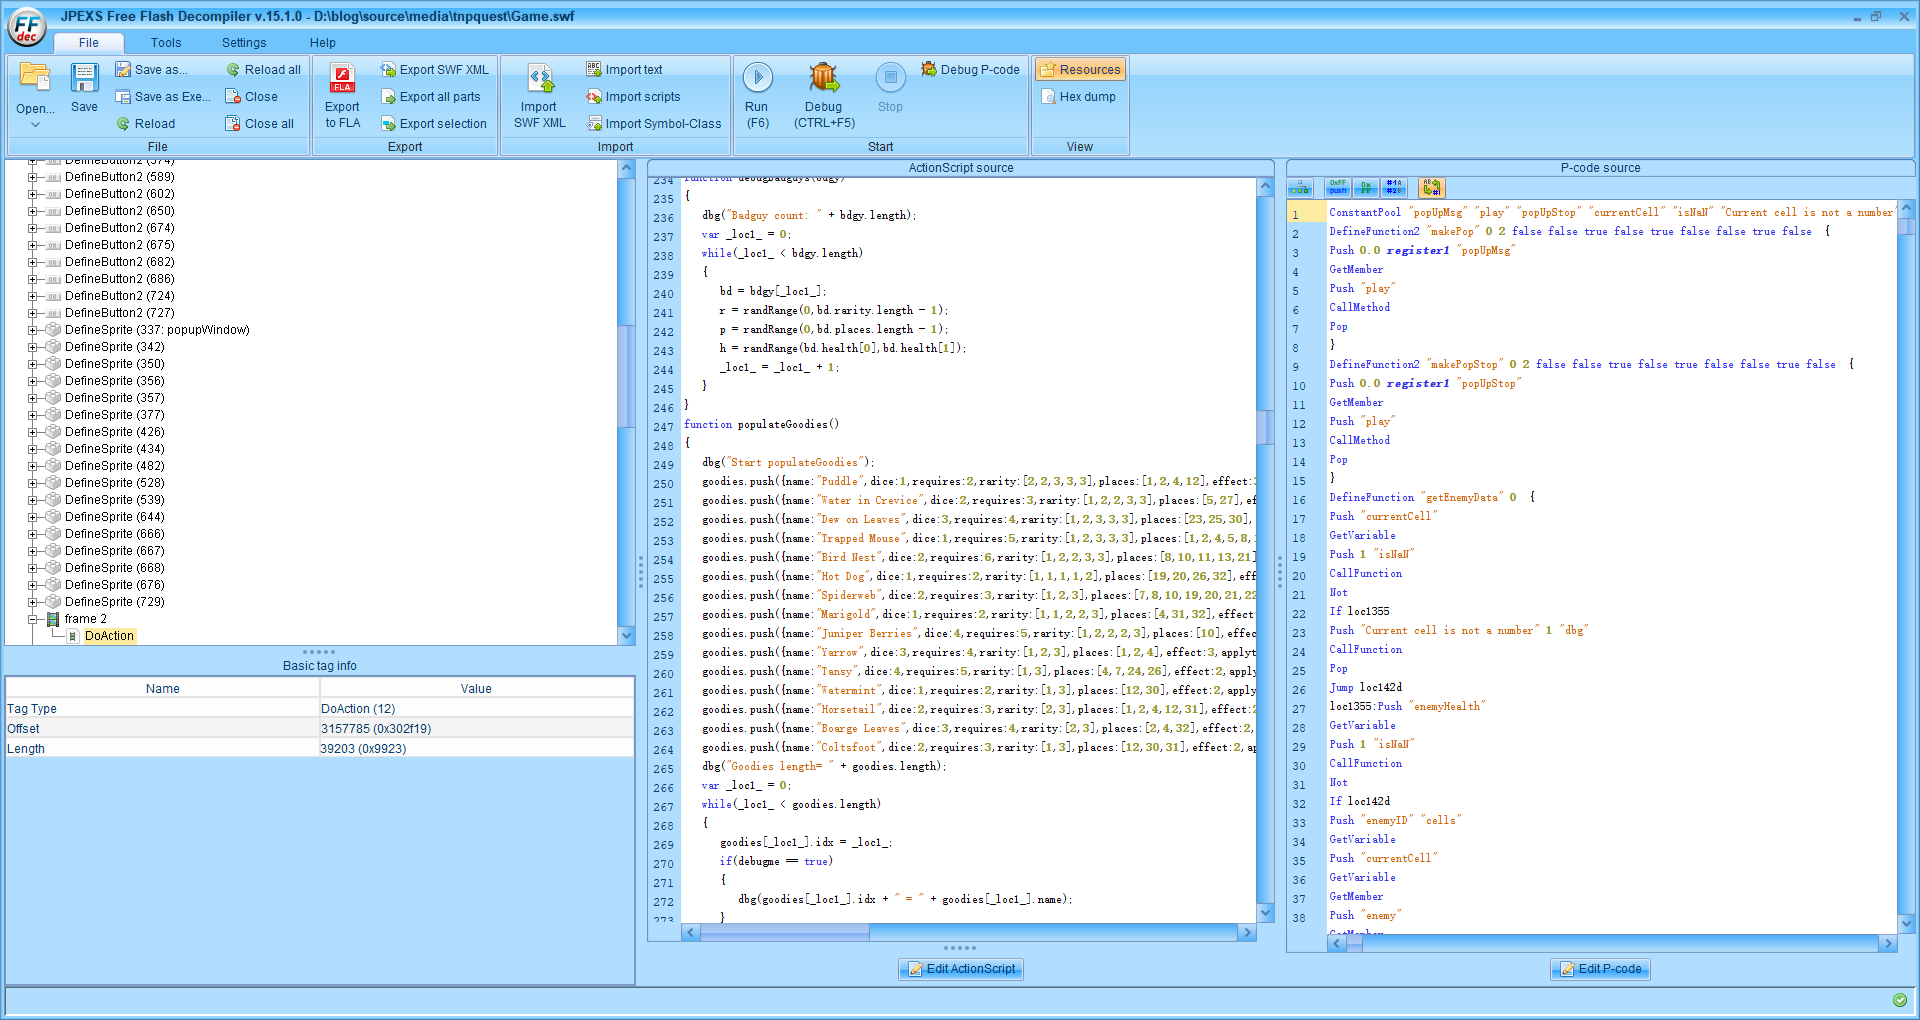 JPEXS Free Flash Decompiler v.15.1.0 - D:\blog\source\media\tnpquest\Game.swf
FF dec
File Tools Settings Help
Open... Save Save as... Save as Exe... Reload Reload all Close Close all
File
Export to FLA Export SWF XML Export all parts Export selection
Export
Import SWF XML Import text Import scripts Import Symbol-Class
Import
Run (F6) Debug (CTRL+F5) Stop Debug P-code
Start
Resources Hex dump
View
DefineButton2 (574)
DefineButton2 (589)
DefineButton2 (602)
DefineButton2 (650)
DefineButton2 (674)
DefineButton2 (675)
DefineButton2 (682)
DefineButton2 (686)
DefineButton2 (724)
DefineButton2 (727)
DefineSprite (337: popupWindow)
DefineSprite (342)
DefineSprite (350)
DefineSprite (356)
DefineSprite (357)
DefineSprite (377)
DefineSprite (426)
DefineSprite (434)
DefineSprite (482)
DefineSprite (528)
DefineSprite (539)
DefineSprite (644)
DefineSprite (666)
DefineSprite (667)
DefineSprite (668)
DefineSprite (676)
DefineSprite (729)
frame 2
DoAction
Basic tag info
Name Value
Tag Type DoAction (12)
Offset 3157785 (0x302f19)
Length 39203 (0x9923)
ActionScript source
234 function debugBadguys(bdgy)
235 {
236 dbg("Badguy count: " + bdgy.length);
237 var _loc1_ = 0;
238 while(_loc1_ < bdgy.length)
239 {
240 bd = bdgy[_loc1_];
241 r = randRange(0,bd.rarity.length - 1);
242 p = randRange(0,bd.places.length - 1);
243 h = randRange(bd.health[0],bd.health[1]);
244 _loc1_ = _loc1_ + 1;
245 }
246 }
247 function populateGoodies()
248 {
249 dbg("Start populateGoodies");
250 goodies.push({name:"Puddle",dice:1,requires:2,rarity:[2,2,3,3,3],places:[1,2,4,12],effect:
251 goodies.push({name:"Water in Crevice",dice:2,requires:3,rarity:[1,2,2,3,3],places:[5,27],ef
252 goodies.push({name:"Dew on Leaves",dice:3,requires:4,rarity:[1,2,3,3,3],places:[23,25,30],
253 goodies.push({name:"Trapped Mouse",dice:1,requires:5,rarity:[1,2,3,3,3],places:[1,2,4,5,8,
254 goodies.push({name:"Bird Nest",dice:2,requires:6,rarity:[1,2,2,3,3],places:[8,10,11,13,21]
255 goodies.push({name:"Hot Dog",dice:1,requires:2,rarity:[1,1,1,1,2],places:[19,20,26,32],eff
256 goodies.push({name:"Spiderweb",dice:2,requires:3,rarity:[1,2,3],places:[7,8,10,19,20,21,22
257 goodies.push({name:"Marigold",dice:1,requires:2,rarity:[1,1,2,2,3],places:[4,31,32],effect
258 goodies.push({name:"Juniper Berries",dice:4,requires:5,rarity:[1,2,2,2,3],places:[10],effec
259 goodies.push({name:"Yarrow",dice:3,requires:4,rarity:[1,2,3],places:[1,2,4],effect:3,applyt
260 goodies.push({name:"Tansy",dice:4,requires:5,rarity:[1,3],places:[4,7,24,26],effect:2,apply
261 goodies.push({name:"Watermint",dice:1,requires:2,rarity:[1,3],places:[12,30],effect:2,apply
262 goodies.push({name:"Horsetail",dice:2,requires:3,rarity:[2,3],places:[1,2,4,12,31],effect:
263 goodies.push({name:"Boarge Leaves",dice:3,requires:4,rarity:[2,3],places:[2,4,32],effect:2,
264 goodies.push({name:"Coltsfoot",dice:2,requires:3,rarity:[1,3],places:[12,30,31],effect:2,ap
265 dbg("Goodies length= " + goodies.length);
266 var _loc1_ = 0;
267 while(_loc1_ < goodies.length)
268 {
269 goodies[_loc1_].idx = _loc1_;
270 if(debugme == true)
271 {
272 dbg(goodies[_loc1_].idx + " = " + goodies[_loc1_].name);
273 }
Edit ActionScript
P-code source
1 ConstantPool "popUpMsg" "play" "popUpStop" "currentCell" "isNaN" "Current cell is not a number"
2 DefineFunction2 "makePop" 0 2 false false true false true false false true false {
3 Push 0.0 register1 "popUpMsg"
4 GetMember
5 Push "play"
6 CallMethod
7 Pop
8 }
9 DefineFunction2 "makePopStop" 0 2 false false true false true false false true false {
10 Push 0.0 register1 "popUpStop"
11 GetMember
12 Push "play"
13 CallMethod
14 Pop
15 }
16 DefineFunction "getEnemyData" 0 {
17 Push "currentCell"
18 GetVariable
19 Push 1 "isNaN"
20 CallFunction
21 Not
22 If loc1355
23 Push "Current cell is not a number" 1 "dbg"
24 CallFunction
25 Pop
26 Jump loc142d
27 loc1355:Push "enemyHealth"
28 GetVariable
29 Push 1 "isNaN"
30 CallFunction
31 Not
32 If loc142d
33 Push "enemyID" "cells"
34 GetVariable
35 Push "currentCell"
36 GetVariable
37 GetMember
38 Push "enemy"
GetMember
Edit P-code